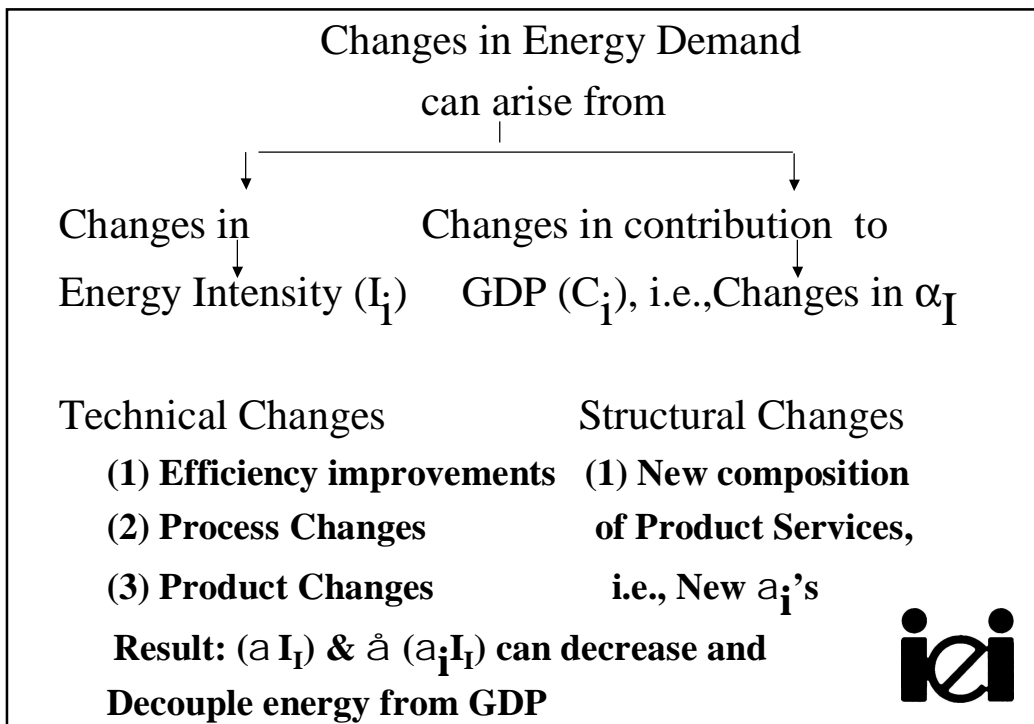 Changes in Energy Demand
can arise from
Changes in
Energy Intensity (Ii)
Changes in contribution to
GDP (Ci), i.e.,Changes in αI
Technical Changes
(1) Efficiency improvements
(2) Process Changes
(3) Product Changes
Structural Changes
(1) New composition
of Product Services,
i.e., New ai’s
Result: (a II) & å (aiII) can decrease and
Decouple energy from GDP
iei